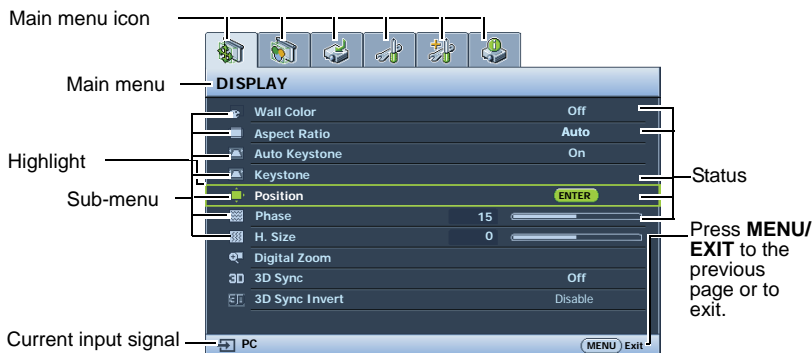 Main menu icon
Main menu
DISPLAY
Wall Color Off
Aspect Ratio Auto
Auto Keystone On
Highlight
Keystone
Status
Sub-menu
Position ENTER
Phase 15
H. Size 0
Press MENU/
EXIT to the
previous
page or to
exit.
Digital Zoom
3D 3D Sync Off
3D Sync Invert Disable
Current input signal
PC
MENU Exit